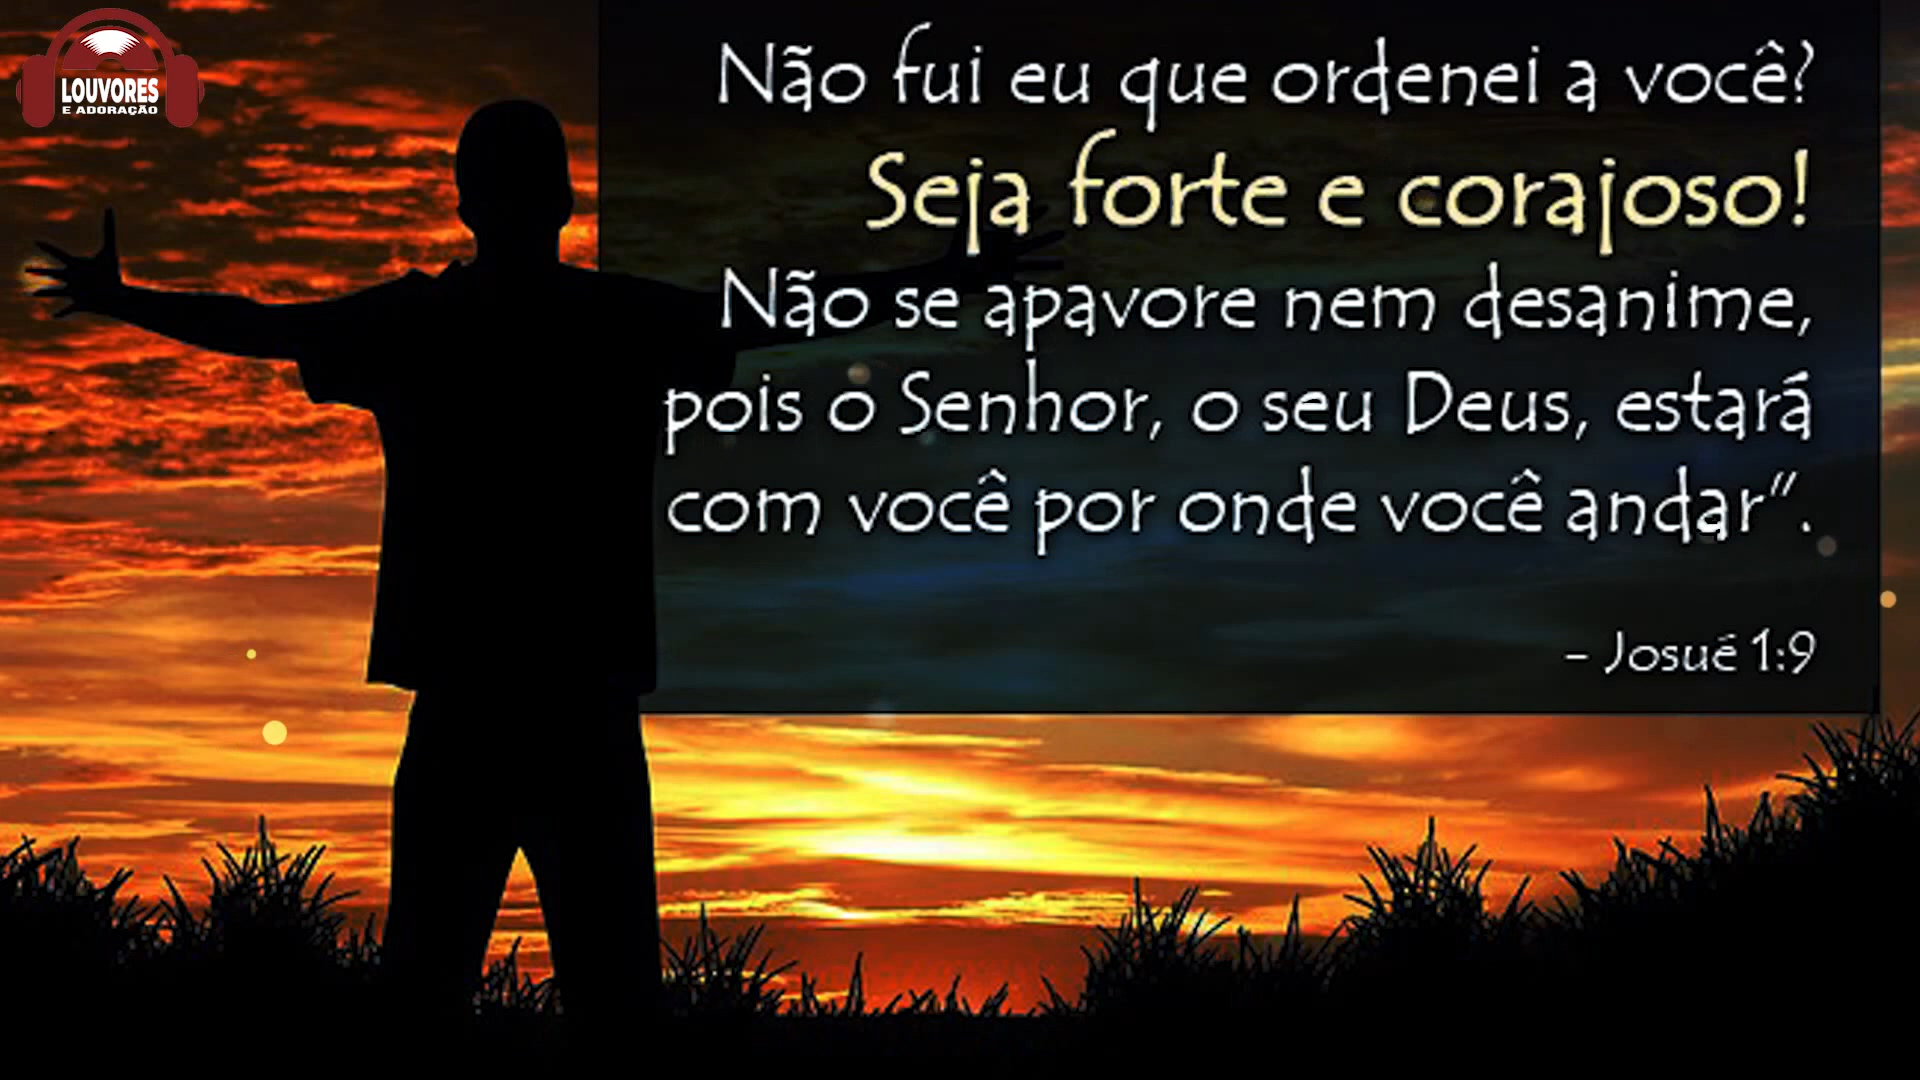 LOUVORES
E ADORAÇÃO
Não fui eu que ordenei a você?
Seja forte e corajoso!
Não se apavore nem desanime,
pois o Senhor, o seu Deus, estará
com você por onde você andar”.
- Josué 1:9